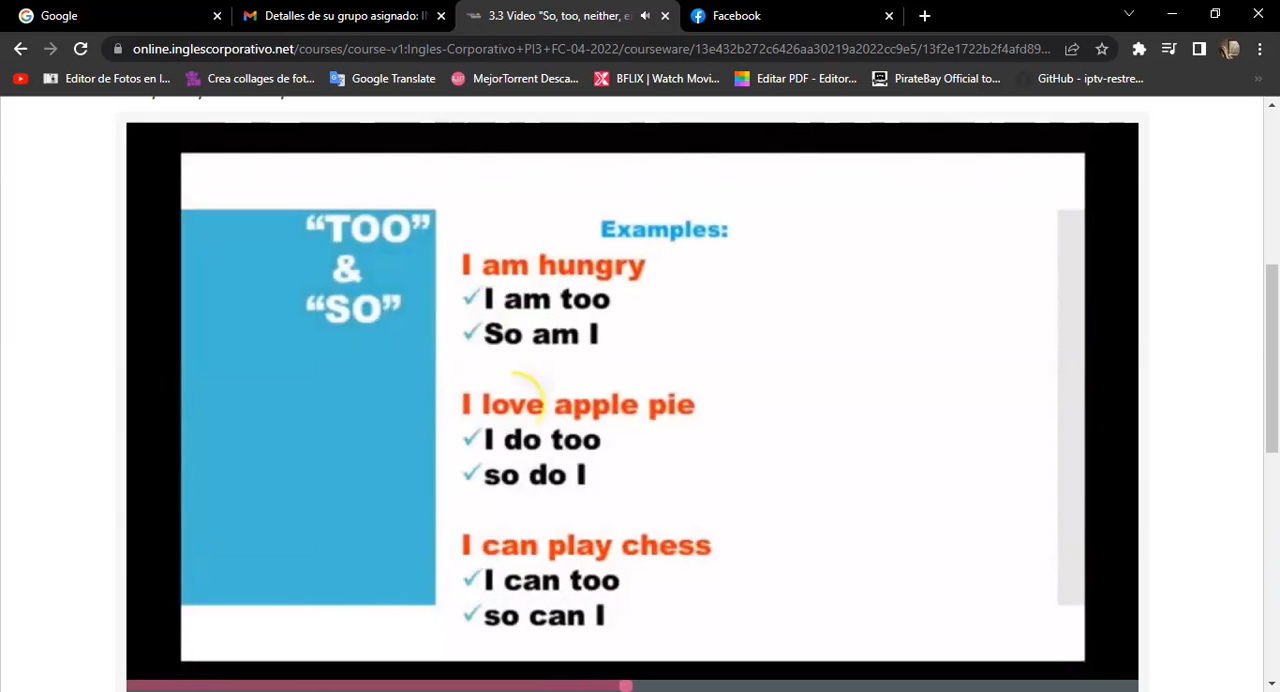 Google
Detalles de su grupo asignado: I
3.3 Video "So, too, neither, e
Facebook
online.inglescorporativo.net/courses/course-v1:Ingles-Corporativo+PI3+FC-04-2022/courseware/13e432b272c6426aa30219a2022cc9e5/13f2e1722b2f4afd89...
Editor de Fotos en l...
Crea collages de fot...
Google Translate
MejorTorrent Desca...
BFLIX | Watch Movi...
Editar PDF - Editor...
PirateBay Official to...
GitHub - iptv-restre...
"TOO"
&
"SO"
Examples:
I am hungry
I am too
So am I
I love apple pie
I do too
so do I
I can play chess
I can too
so can I